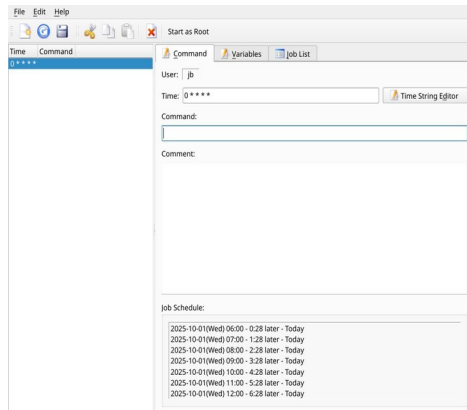 File Edit Help
Start as Root
Time Command
0 * * * *
Command Variables Job List
User: jb
Time: 0 * * * * Time String Editor
Command:
Comment:
Job Schedule:
2025-10-01(Wed) 06:00 - 0:28 later - Today
2025-10-01(Wed) 07:00 - 1:28 later - Today
2025-10-01(Wed) 08:00 - 2:28 later - Today
2025-10-01(Wed) 09:00 - 3:28 later - Today
2025-10-01(Wed) 10:00 - 4:28 later - Today
2025-10-01(Wed) 11:00 - 5:28 later - Today
2025-10-01(Wed) 12:00 - 6:28 later - Today